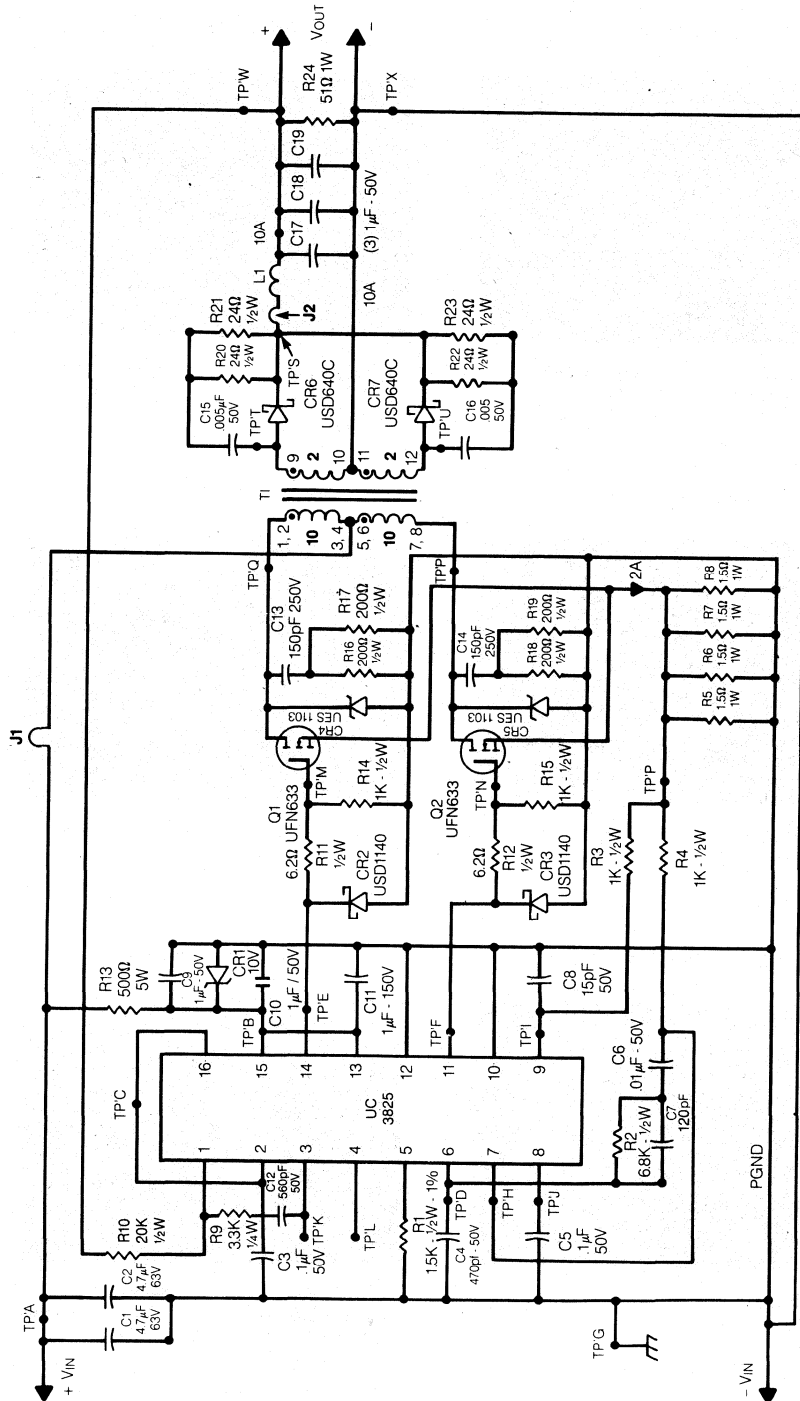 + VIN
TP'A
C1
4.7µF
63V
C2
4.7µF
63V
R10
20K
½W
R9
3.3K
¼W
C12
560pF
50V
C3
.1µF
50V
TP'K
TP'L
R1
1.5K - ½W - 1%
C4
470pf - 50V
TP'D
TP'H
TP'J
C5
.1µF
50V
TP'G
- VIN
PGND
R2
6.8K - ½W
C7
120pF
C6
.01µF - 50V
TP'C
UC
3825
1
2
3
4
5
6
7
8
16
15
14
13
12
11
10
9
TP'B
TP'E
TP'F
TP'I
R13
500Ω
5W
C9
1µF - 50V
CR1
10V
C10
1µF / 50V
C11
1µF - 150V
C8
15pF
50V
J1
Q1
UFN633
TP'M
6.2Ω
R11
½W
CR2
USD1140
R14
1K - ½W
Q2
UFN633
TP'N
6.2Ω
R12
½W
CR3
USD1140
R15
1K - ½W
R3
1K - ½W
R4
1K - ½W
TP'P
CR4
UES 1103
C13
150pF 250V
R16
200Ω
½W
R17
200Ω
½W
CR5
UES 1103
C14
150pF
250V
R18
200Ω
½W
R19
200Ω
½W
2A
R5
1.5Ω
1W
R6
1.5Ω
1W
R7
1.5Ω
1W
R8
1.5Ω
1W
TP'Q
TP'P
TI
1, 2
10
3, 4
5, 6
10
7, 8
9
2
10
11
2
12
C15
.005µF
50V
TP'T
R20
24Ω
½W
R21
24Ω
½W
TP'S
CR6
USD640C
CR7
USD640C
TP'U
C16
.005
50V
R22
24Ω
½W
R23
24Ω
½W
J2
L1
10A
10A
C17
C18
C19
(3) 1µF - 50V
R24
51Ω 1W
TP'W
TP'X
+
VOUT
-